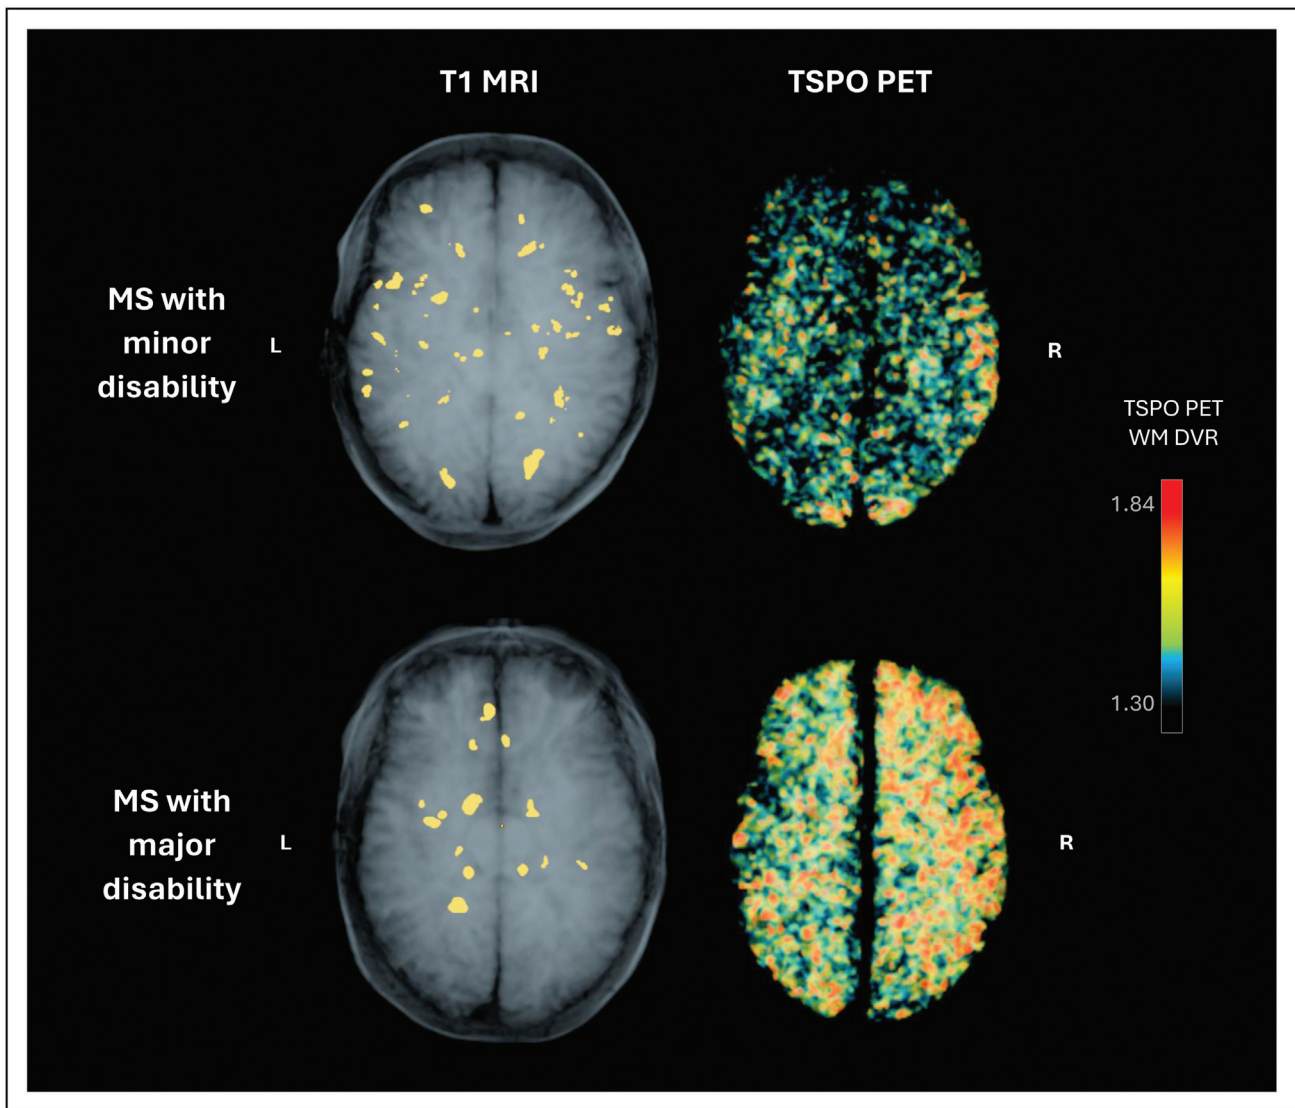 T1 MRI
TSPO PET
MS with
minor
disability
L
R
TSPO PET
WM DVR
1.84
1.30
MS with
major
disability
L
R